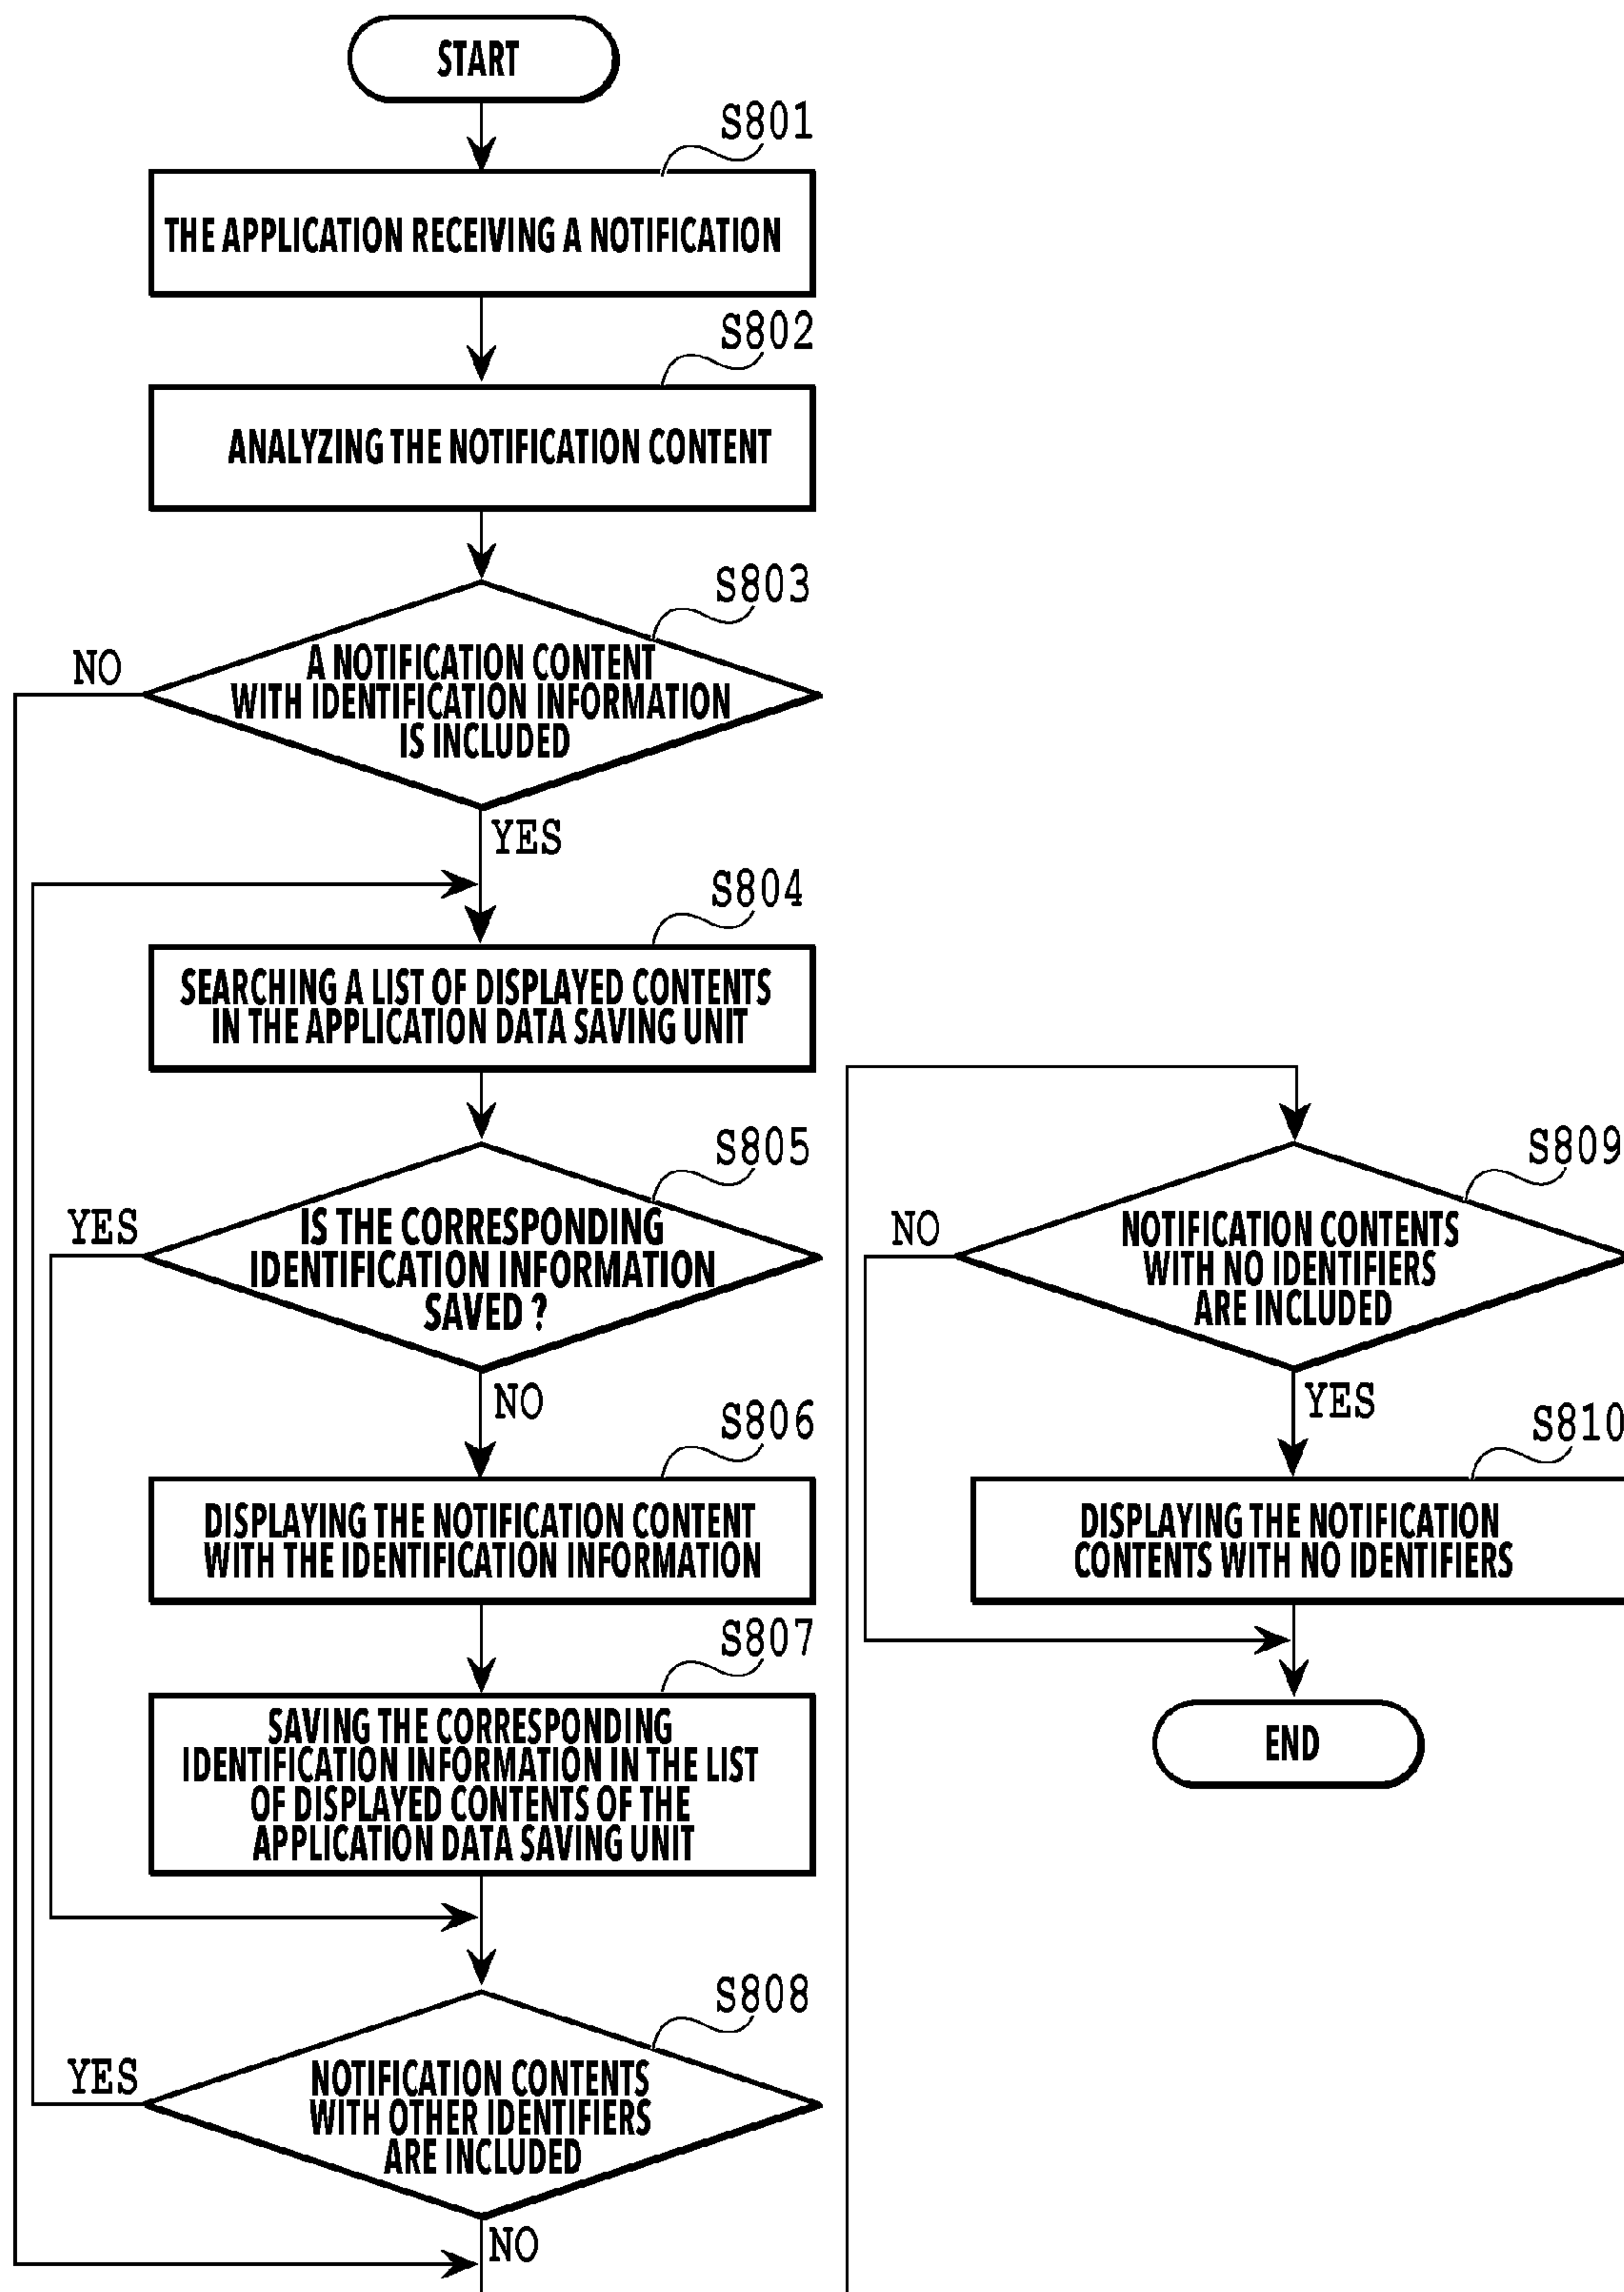 START
S801
THE APPLICATION RECEIVING A NOTIFICATION
S802
ANALYZING THE NOTIFICATION CONTENT
S803
NO
A NOTIFICATION CONTENT
WITH IDENTIFICATION INFORMATION
IS INCLUDED
YES
S804
SEARCHING A LIST OF DISPLAYED CONTENTS
IN THE APPLICATION DATA SAVING UNIT
S805
YES
IS THE CORRESPONDING
IDENTIFICATION INFORMATION
SAVED ?
NO
S806
DISPLAYING THE NOTIFICATION CONTENT
WITH THE IDENTIFICATION INFORMATION
S807
SAVING THE CORRESPONDING
IDENTIFICATION INFORMATION IN THE LIST
OF DISPLAYED CONTENTS OF THE
APPLICATION DATA SAVING UNIT
S808
YES
NOTIFICATION CONTENTS
WITH OTHER IDENTIFIERS
ARE INCLUDED
NO
S809
NO
NOTIFICATION CONTENTS
WITH NO IDENTIFIERS
ARE INCLUDED
YES
S810
DISPLAYING THE NOTIFICATION
CONTENTS WITH NO IDENTIFIERS
END